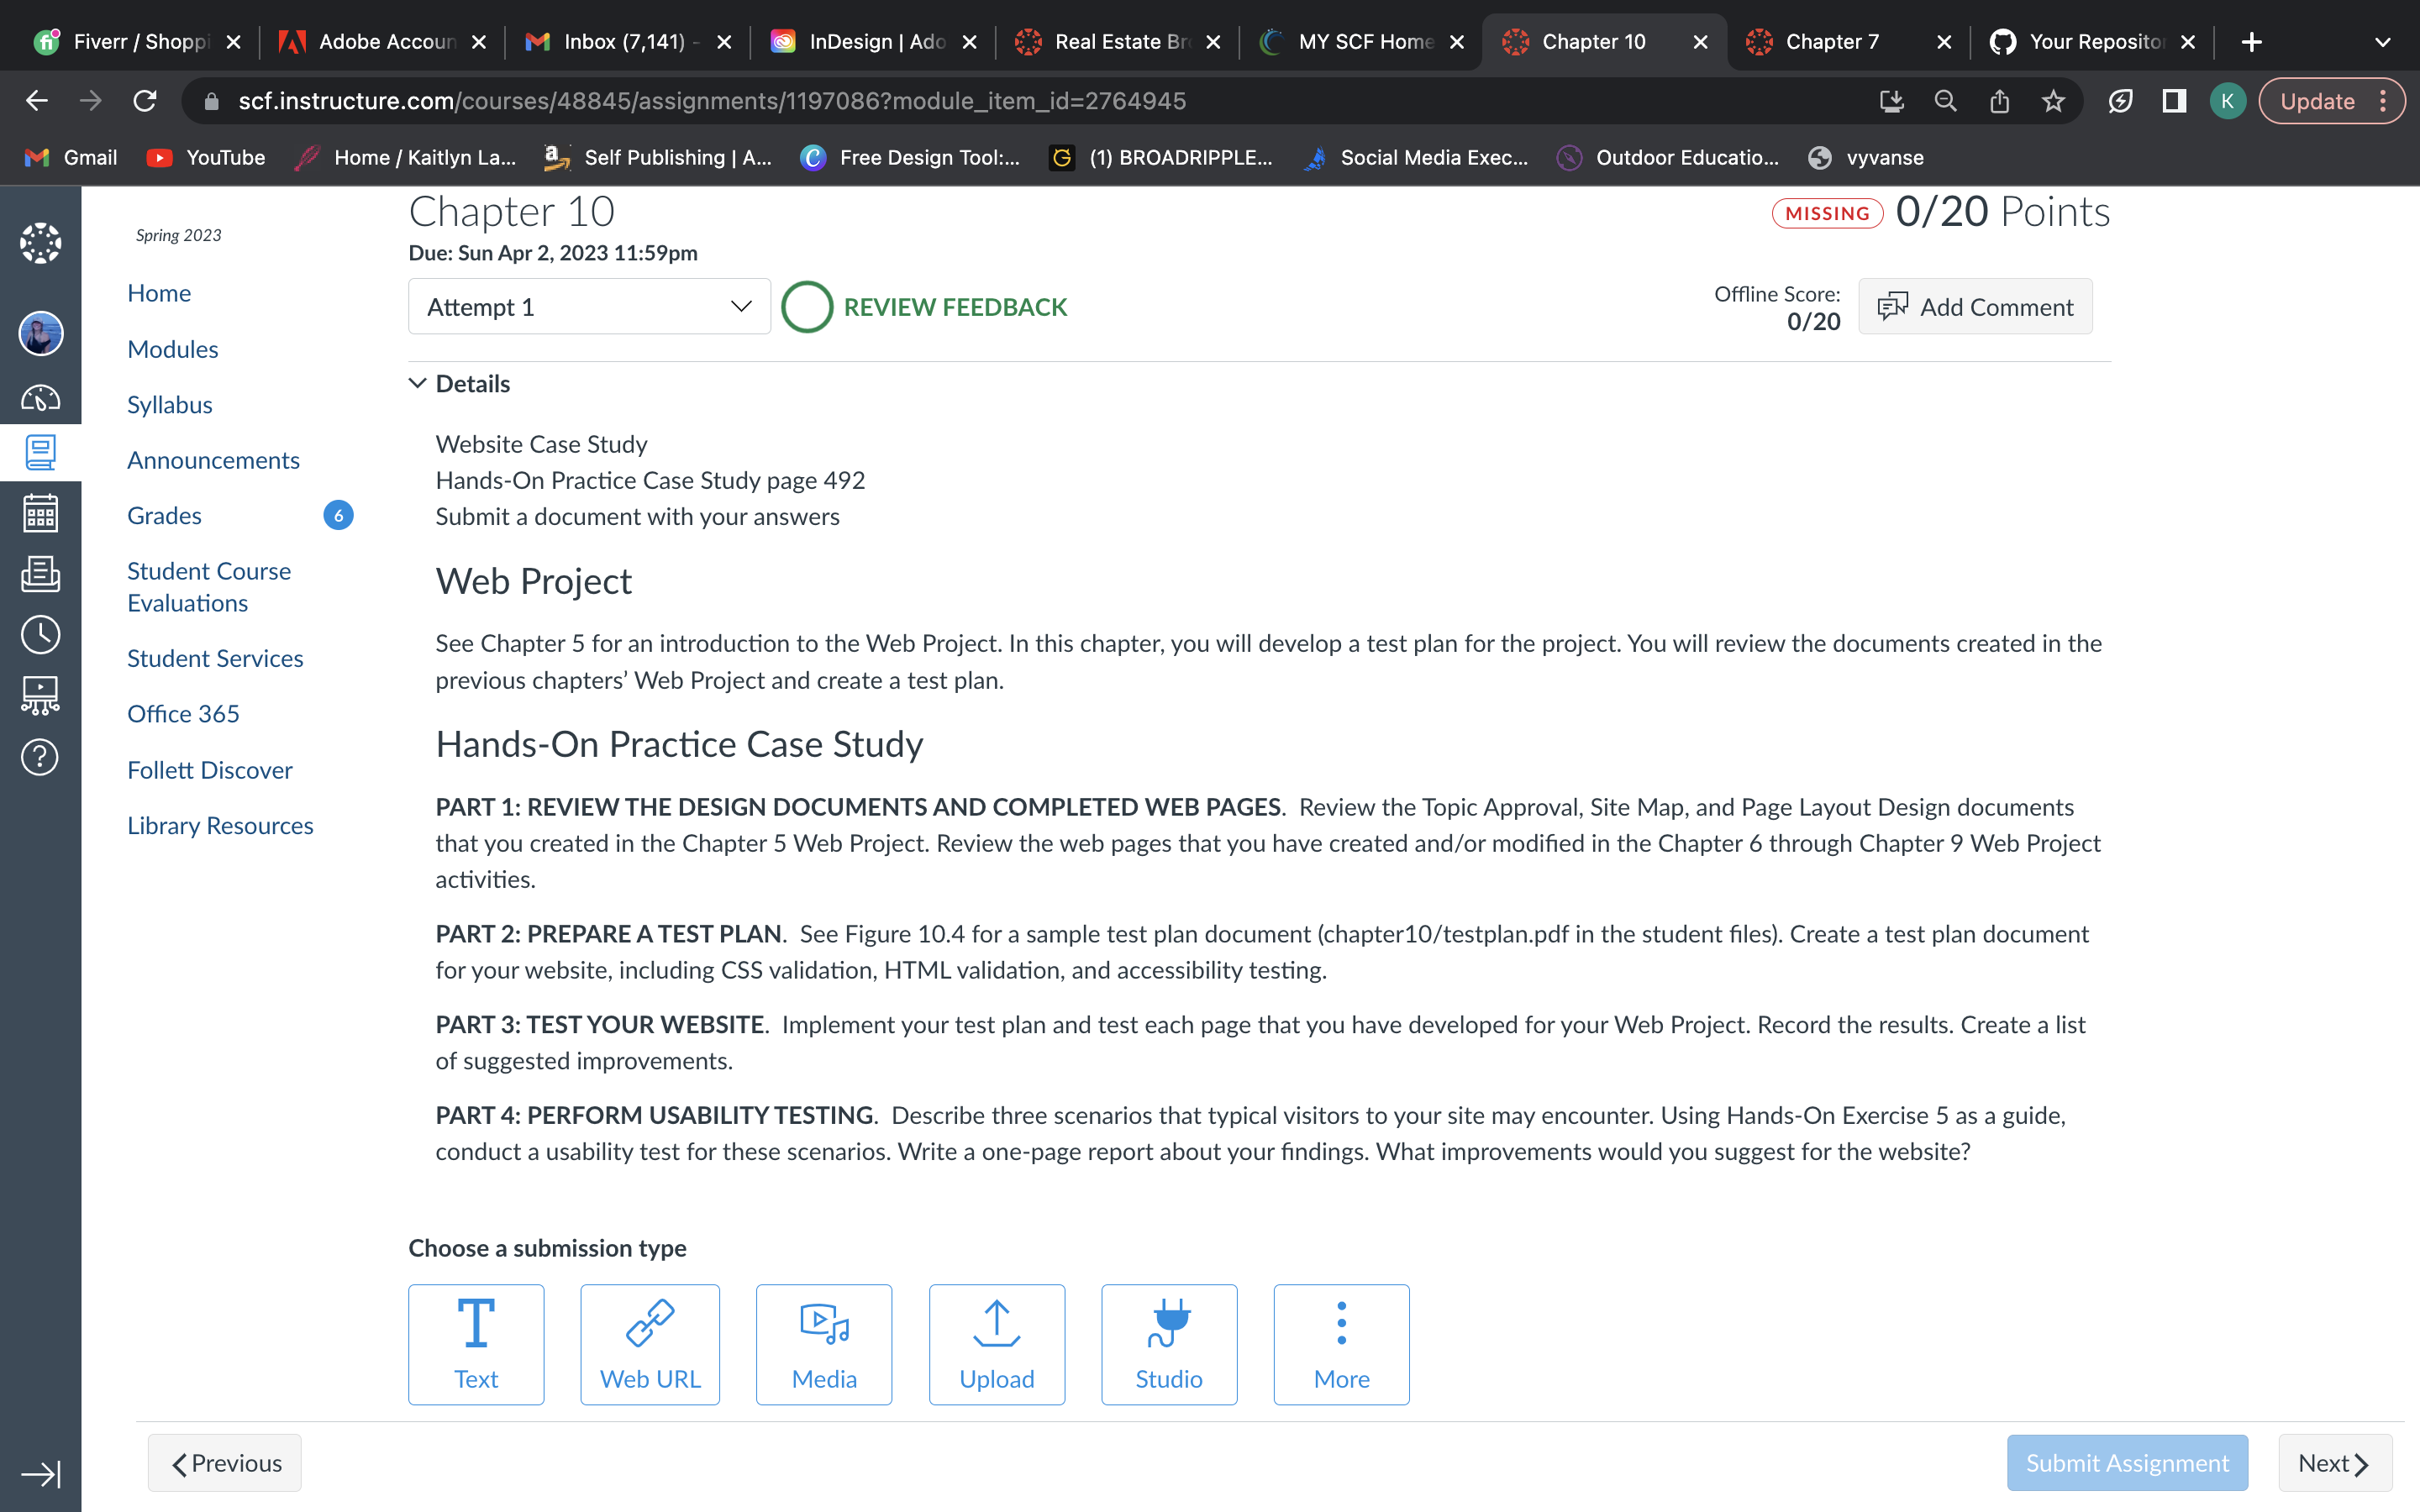 Fiverr / Shoppi
Adobe Accoun
Inbox (7,141) -
InDesign | Ado
Real Estate Br
MY SCF Home
Chapter 10
Chapter 7
Your Reposito
scf.instructure.com/courses/48845/assignments/1197086?module_item_id=2764945
K
Update
Gmail
YouTube
Home / Kaitlyn La...
Self Publishing | A...
Free Design Tool:...
(1) BROADRIPPLE...
Social Media Exec...
Outdoor Educatio...
vyvanse
Spring 2023
Home
Modules
Syllabus
Announcements
Grades
6
Student Course
Evaluations
Student Services
Office 365
Follett Discover
Library Resources
Chapter 10
MISSING 0/20 Points
Due: Sun Apr 2, 2023 11:59pm
Attempt 1
REVIEW FEEDBACK
Offline Score:
0/20
Add Comment
Details
Website Case Study
Hands-On Practice Case Study page 492
Submit a document with your answers
Web Project
See Chapter 5 for an introduction to the Web Project. In this chapter, you will develop a test plan for the project. You will review the documents created in the
previous chapters’ Web Project and create a test plan.
Hands-On Practice Case Study
PART 1: REVIEW THE DESIGN DOCUMENTS AND COMPLETED WEB PAGES. Review the Topic Approval, Site Map, and Page Layout Design documents
that you created in the Chapter 5 Web Project. Review the web pages that you have created and/or modified in the Chapter 6 through Chapter 9 Web Project
activities.
PART 2: PREPARE A TEST PLAN. See Figure 10.4 for a sample test plan document (chapter10/testplan.pdf in the student files). Create a test plan document
for your website, including CSS validation, HTML validation, and accessibility testing.
PART 3: TEST YOUR WEBSITE. Implement your test plan and test each page that you have developed for your Web Project. Record the results. Create a list
of suggested improvements.
PART 4: PERFORM USABILITY TESTING. Describe three scenarios that typical visitors to your site may encounter. Using Hands-On Exercise 5 as a guide,
conduct a usability test for these scenarios. Write a one-page report about your findings. What improvements would you suggest for the website?
Choose a submission type
Text
Web URL
Media
Upload
Studio
More
Previous
Submit Assignment
Next